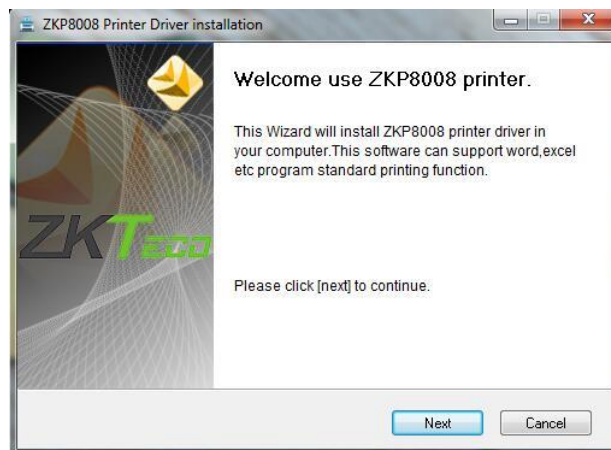 ZKP8008 Printer Driver installation
Welcome use ZKP8008 printer.
This Wizard will install ZKP8008 printer driver in
your computer.This software can support word,excel
etc program standard printing function.
ZKTeco
Please click [next] to continue.
Next
Cancel